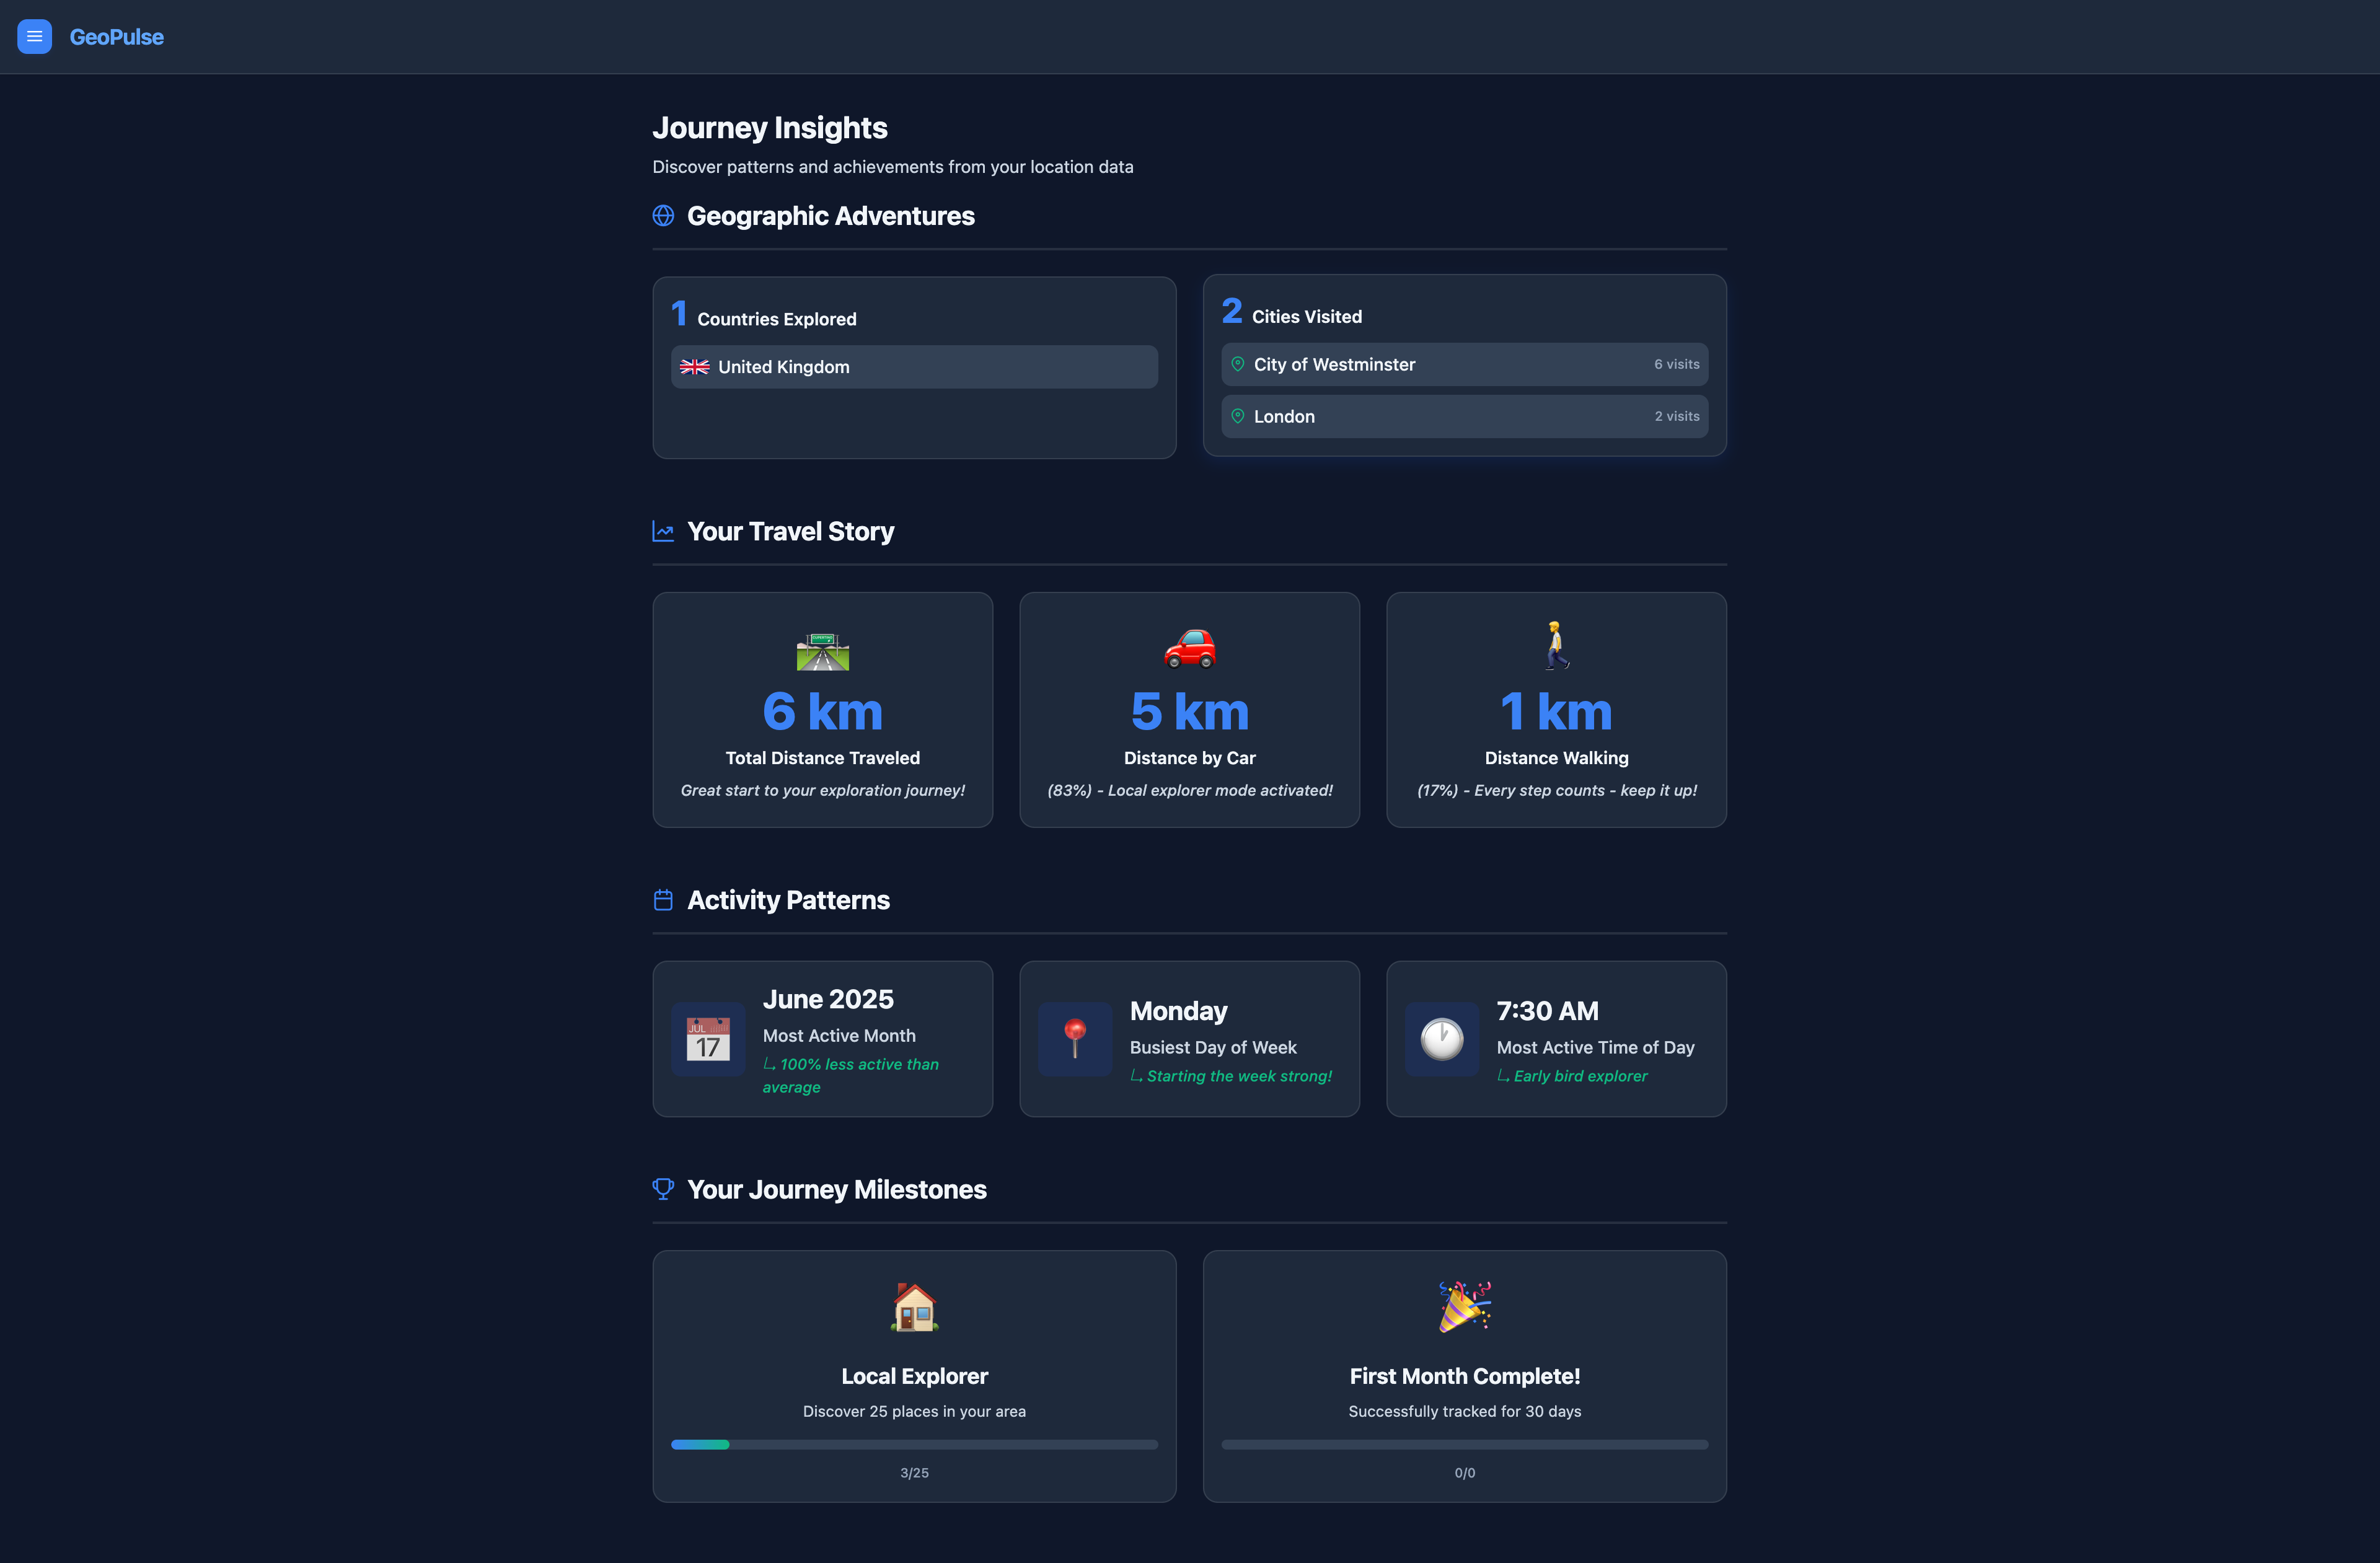 GeoPulse
Journey Insights
Discover patterns and achievements from your location data
Geographic Adventures
1 Countries Explored
United Kingdom
2 Cities Visited
City of Westminster 6 visits
London 2 visits
Your Travel Story
6 km
Total Distance Traveled
Great start to your exploration journey!
5 km
Distance by Car
(83%) - Local explorer mode activated!
1 km
Distance Walking
(17%) - Every step counts - keep it up!
Activity Patterns
JUL
17
June 2025
Most Active Month
100% less active than
average
Monday
Busiest Day of Week
Starting the week strong!
7:30 AM
Most Active Time of Day
Early bird explorer
Your Journey Milestones
Local Explorer
Discover 25 places in your area
3/25
First Month Complete!
Successfully tracked for 30 days
0/0